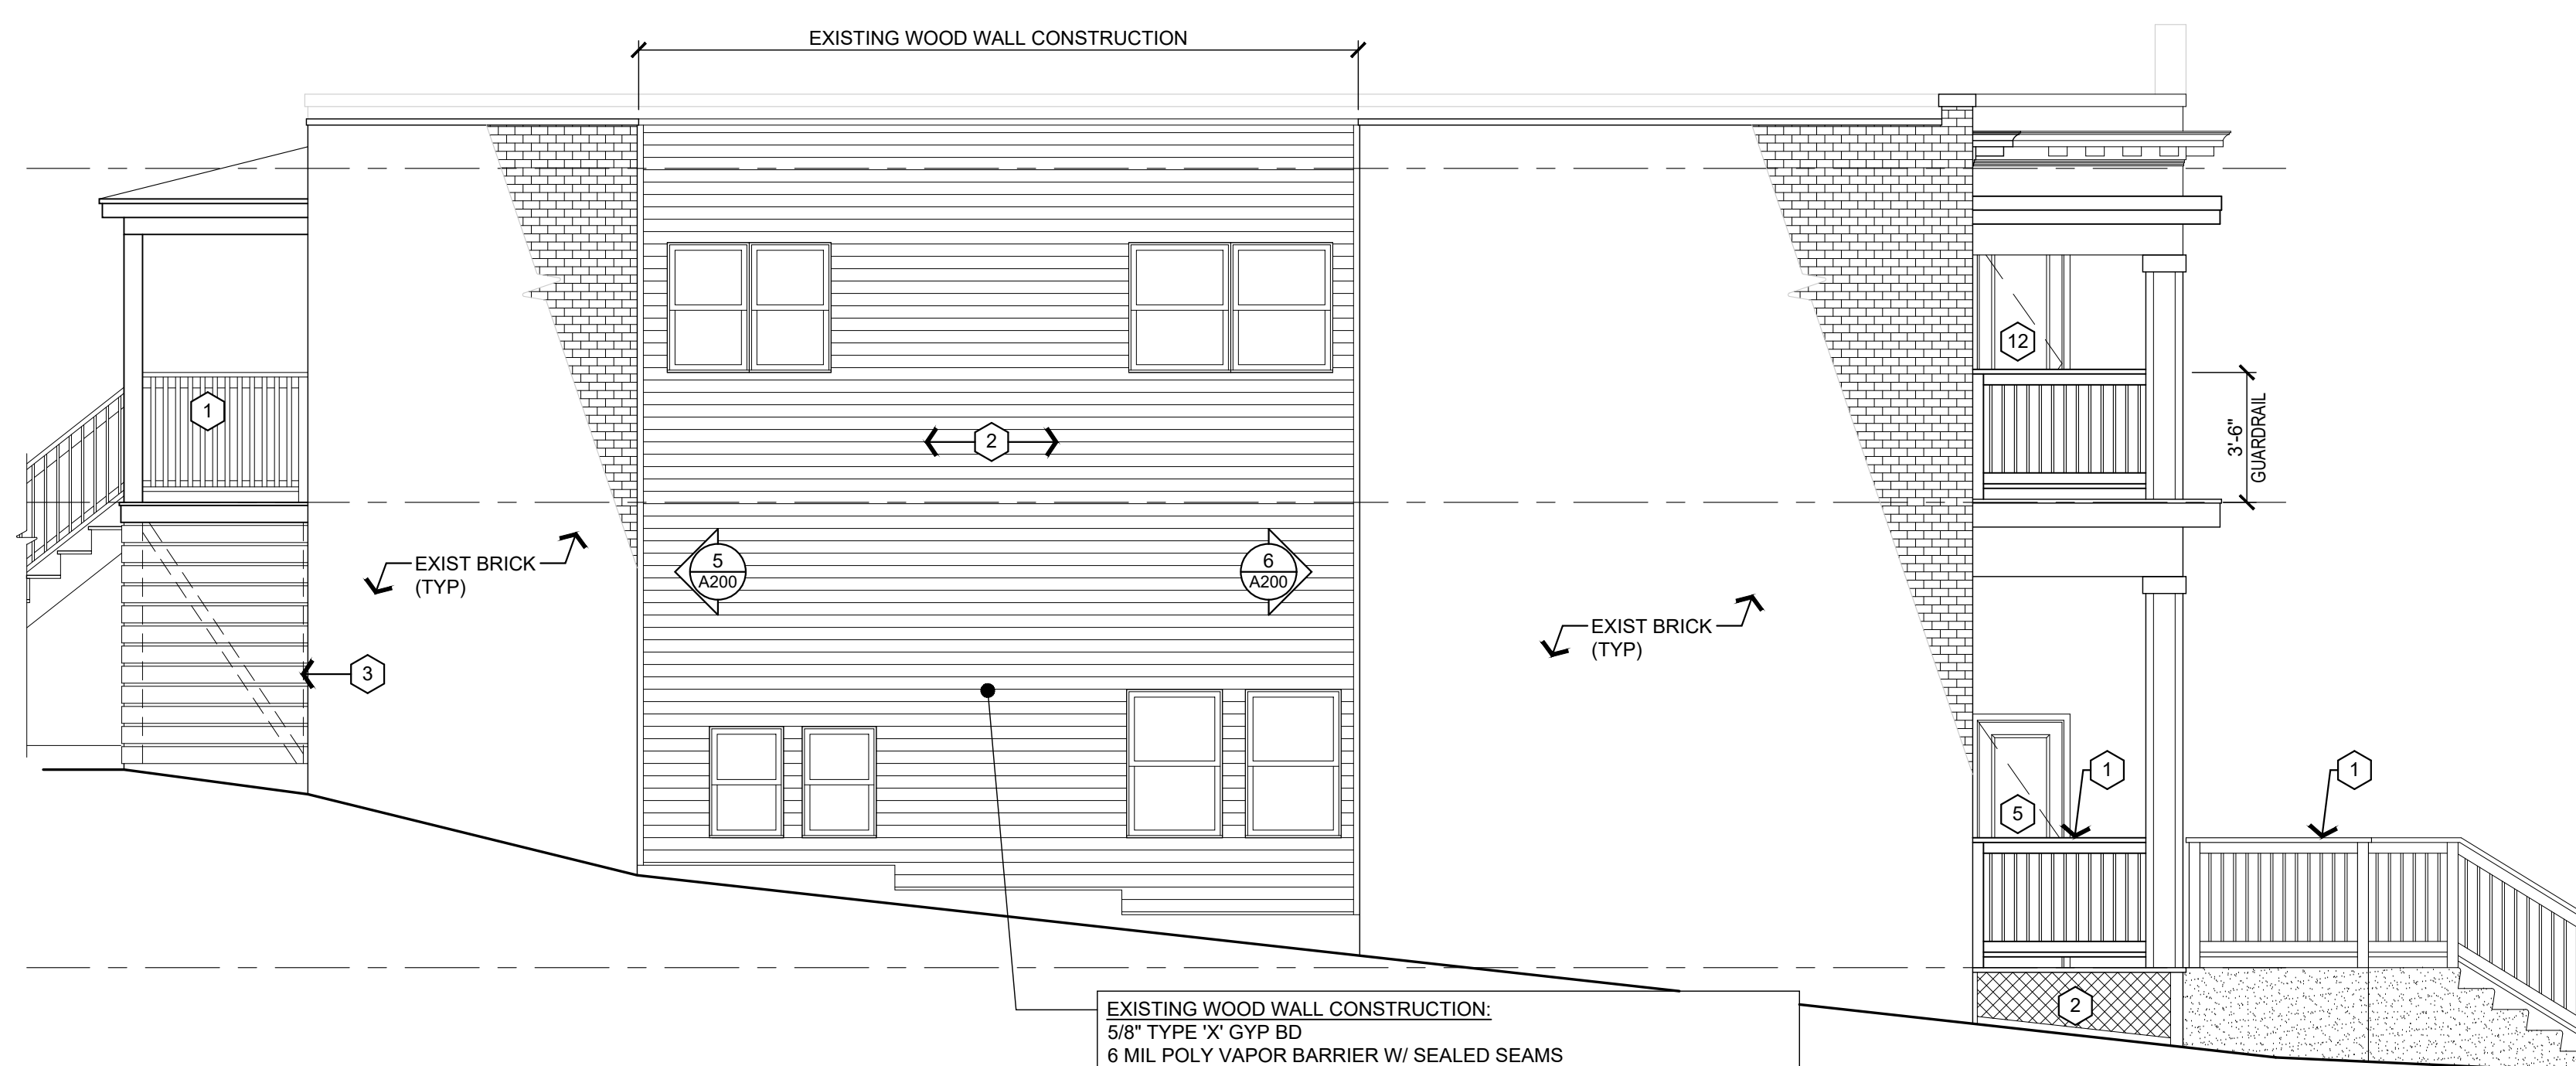 EXISTING WOOD WALL CONSTRUCTION
12
1
3'-6"
GUARDRAIL
2
5
A200
6
A200
EXIST BRICK
(TYP)
EXIST BRICK
(TYP)
3
1
1
5
2
EXISTING WOOD WALL CONSTRUCTION:
5/8" TYPE 'X' GYP BD
6 MIL POLY VAPOR BARRIER W/ SEALED SEAMS